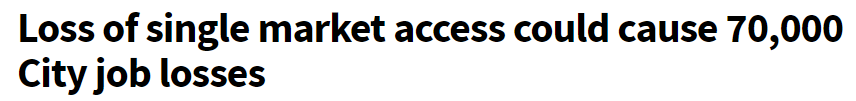 Loss of single market access could cause 70,000
City job losses